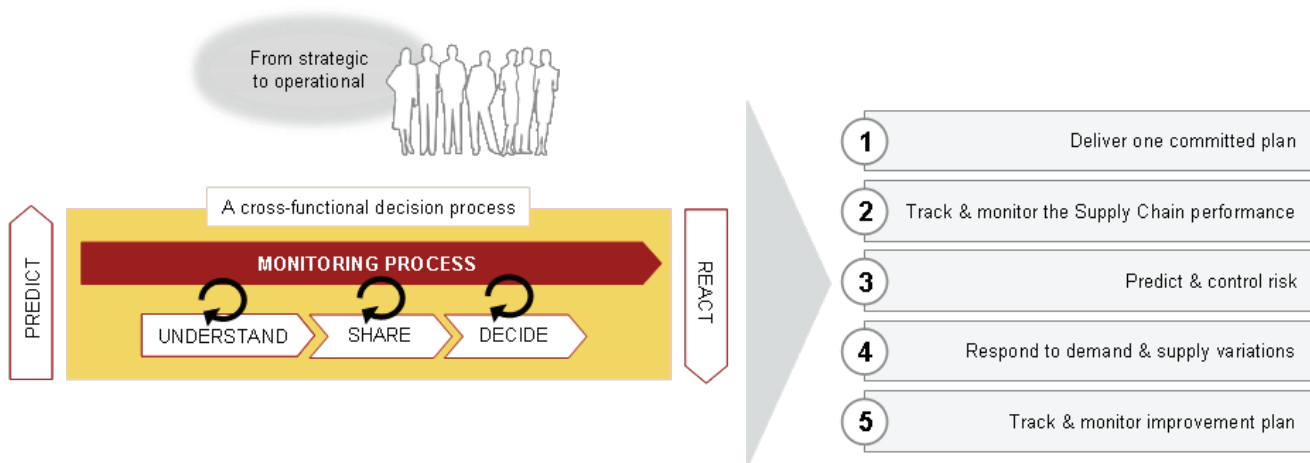 From strategic
to operational
A cross-functional decision process
PREDICT
MONITORING PROCESS
UNDERSTAND
SHARE
DECIDE
REACT
1
Deliver one committed plan
2
Track & monitor the Supply Chain performance
3
Predict & control risk
4
Respond to demand & supply variations
5
Track & monitor improvement plan